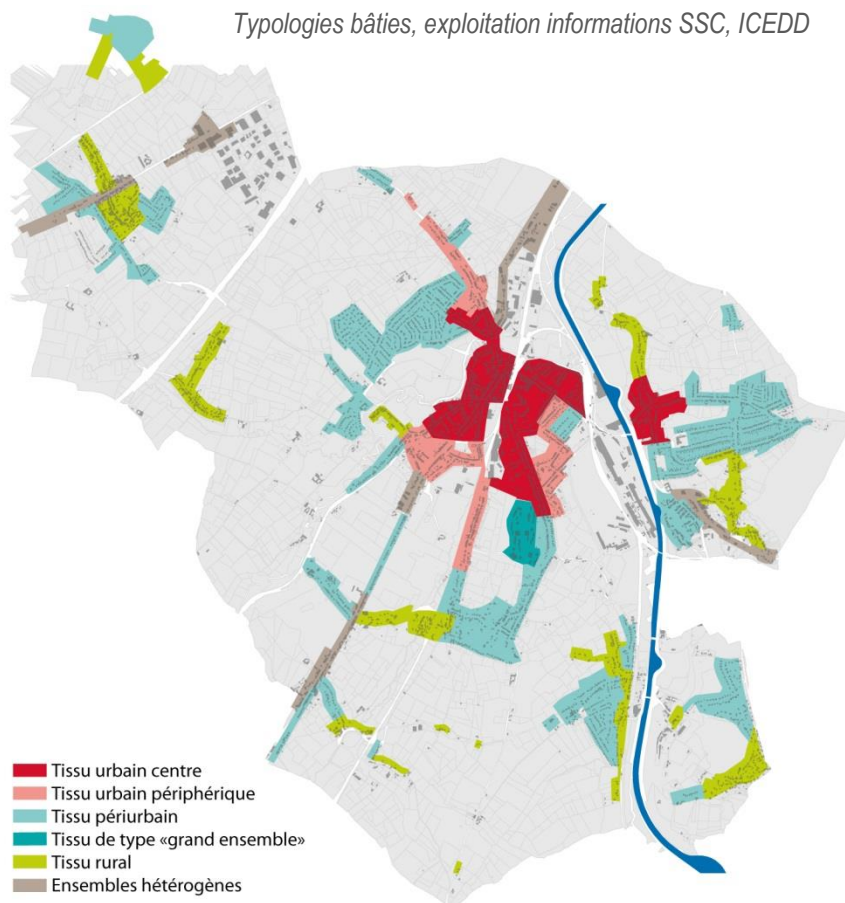 Typologies bâties, exploitation informations SSC, ICEDD
Tissu urbain centre
Tissu urbain périphérique
Tissu périurbain
Tissu de type «grand ensemble»
Tissu rural
Ensembles hétérogènes